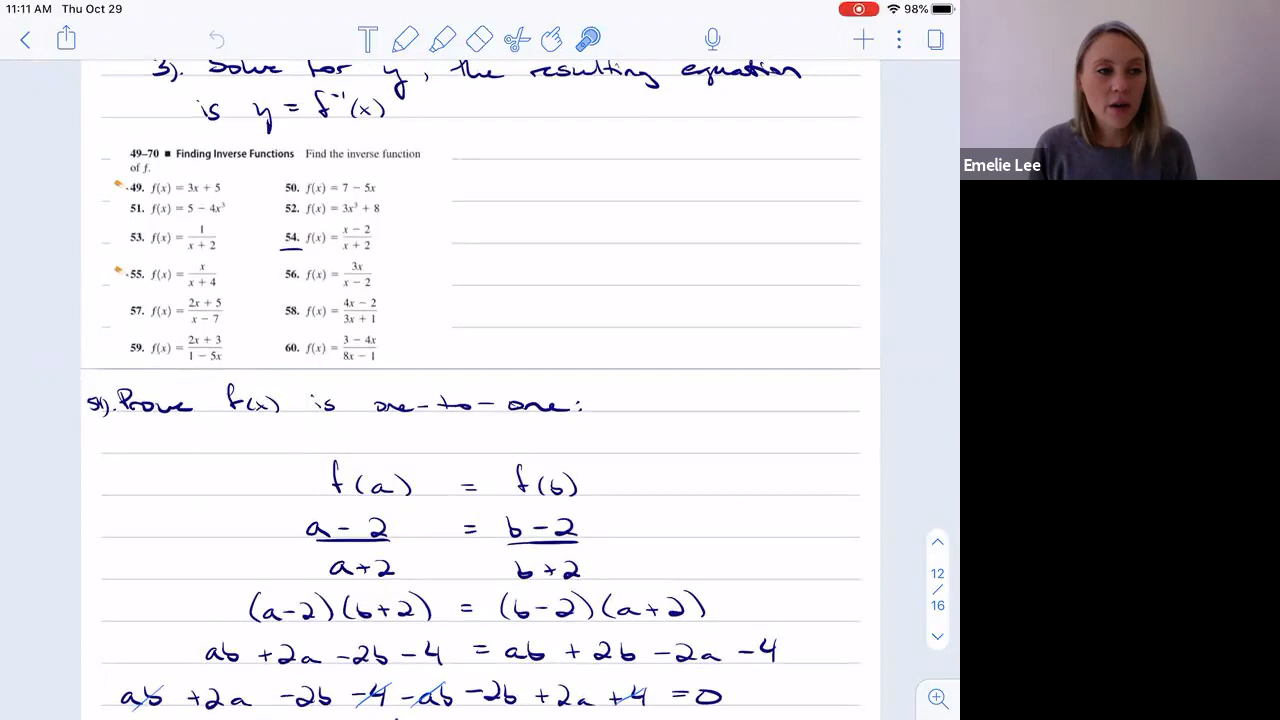 11:11 AM Thu Oct 29
98%
3). Solve for y, the resulting equation
is y = f⁻¹(x)
49–70 ■ Finding Inverse Functions Find the inverse function
of f.
49. f(x) = 3x + 5 50. f(x) = 7 − 5x
51. f(x) = 5 − 4x³ 52. f(x) = 3x³ + 8
53. f(x) = 1/(x + 2) 54. f(x) = (x − 2)/(x + 2)
55. f(x) = x/(x + 4) 56. f(x) = 3x/(x − 2)
57. f(x) = (2x + 5)/(x − 7) 58. f(x) = (4x − 2)/(3x + 1)
59. f(x) = (2x + 3)/(1 − 5x) 60. f(x) = (3 − 4x)/(8x − 1)
54). Prove f(x) is one-to-one:
f(a) = f(b)
a − 2 = b − 2
a + 2 b + 2
(a−2)(b+2) = (b−2)(a+2)
ab + 2a − 2b − 4 = ab + 2b − 2a − 4
ab + 2a − 2b − 4 − ab − 2b + 2a + 4 = 0
12
/
16
Emelie Lee